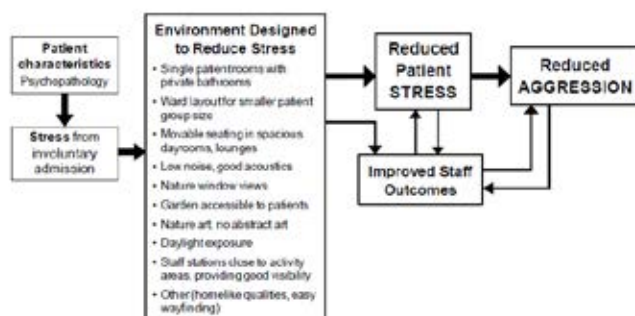 Patient
characteristics
Psychopathology
Stress from
involuntary
admission
Environment Designed
to Reduce Stress
• Single patient rooms with
private bathrooms
• Ward layout for smaller patient
group size
• Movable seating in spacious
dayrooms, lounges
• Low noise, good acoustics
• Nature window views
• Garden accessible to patients
• Nature art, no abstract art
• Daylight exposure
• Staff stations close to activity
areas, providing good visibility
• Other (homelike qualities, easy
wayfinding)
Reduced
Patient
STRESS
Improved Staff
Outcomes
Reduced
AGGRESSION